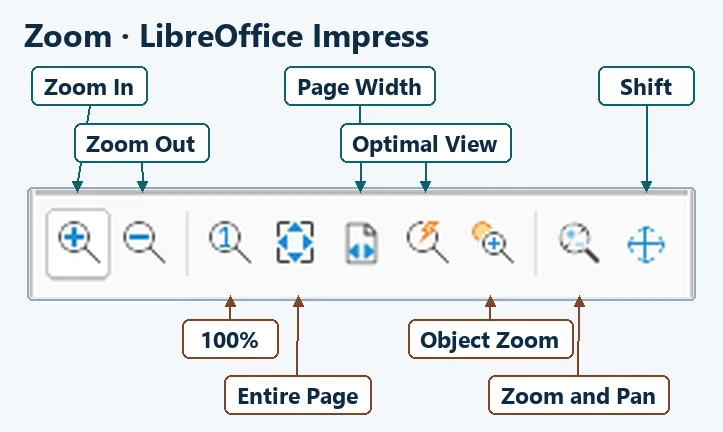 Zoom · LibreOffice Impress
Zoom In
Page Width
Shift
Zoom Out
Optimal View
1
100%
Object Zoom
Entire Page
Zoom and Pan